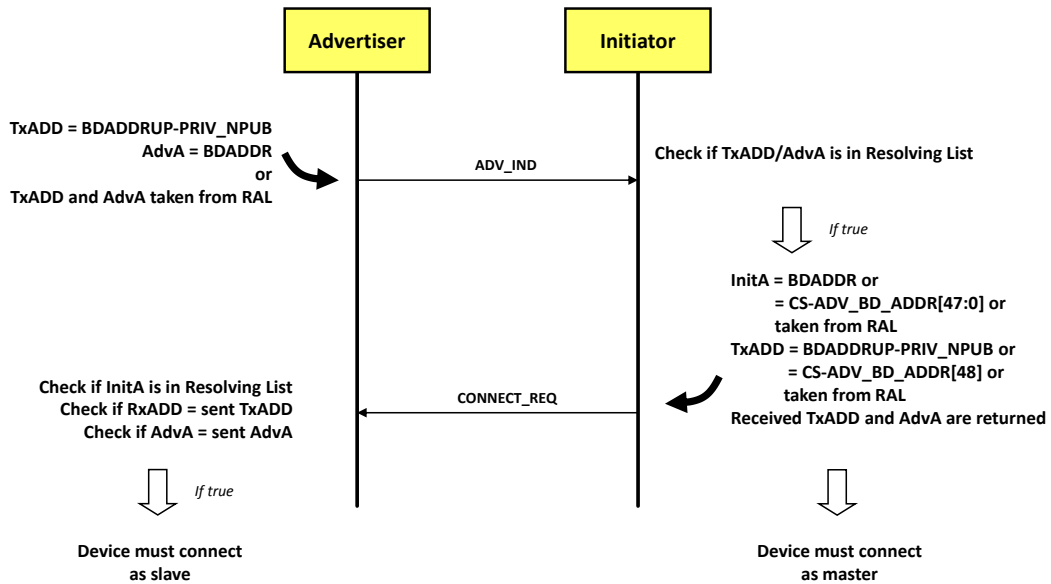 Advertiser
Initiator
TxADD = BDADDRUP-PRIV_NPUB
AdvA = BDADDR
or
TxADD and AdvA taken from RAL
ADV_IND
Check if TxADD/AdvA is in Resolving List
If true
InitA = BDADDR or
= CS-ADV_BD_ADDR[47:0] or
taken from RAL
TxADD = BDADDRUP-PRIV_NPUB or
= CS-ADV_BD_ADDR[48] or
taken from RAL
Received TxADD and AdvA are returned
CONNECT_REQ
Check if InitA is in Resolving List
Check if RxADD = sent TxADD
Check if AdvA = sent AdvA
If true
Device must connect
as slave
Device must connect
as master